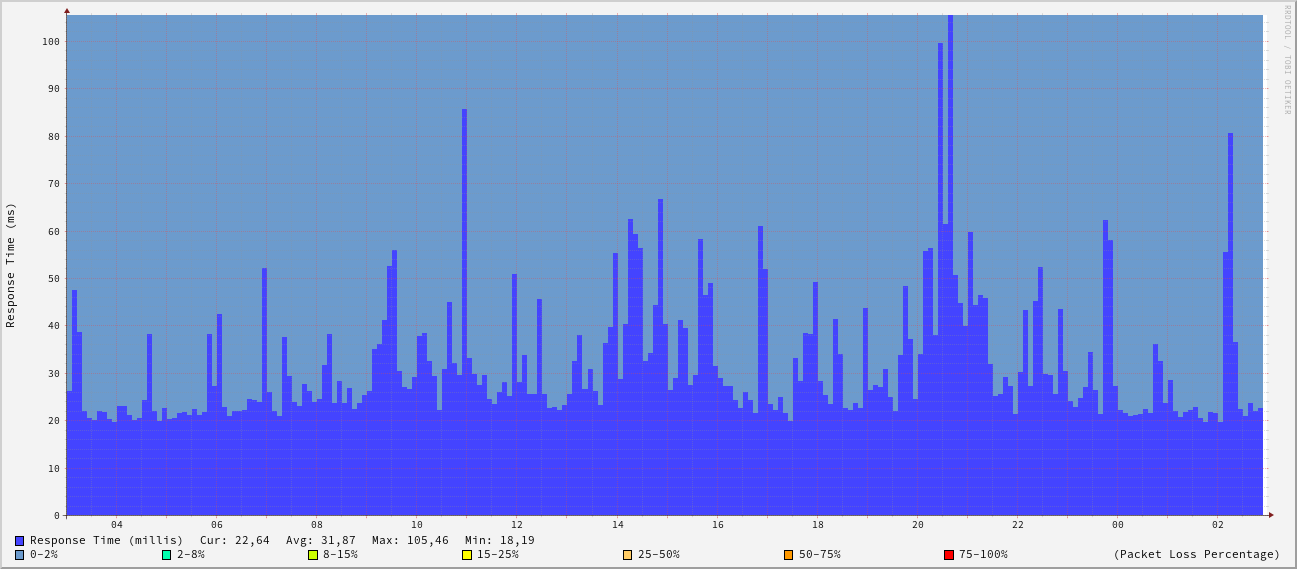 RRDTOOL / TOBI OETIKER
Response Time (ms)
100
90
80
70
60
50
40
30
20
10
0
04 06 08 10 12 14 16 18 20 22 00 02
Response Time (millis) Cur: 22,64 Avg: 31,87 Max: 105,46 Min: 18,19
0-2% 2-8% 8-15% 15-25% 25-50% 50-75% 75-100% (Packet Loss Percentage)